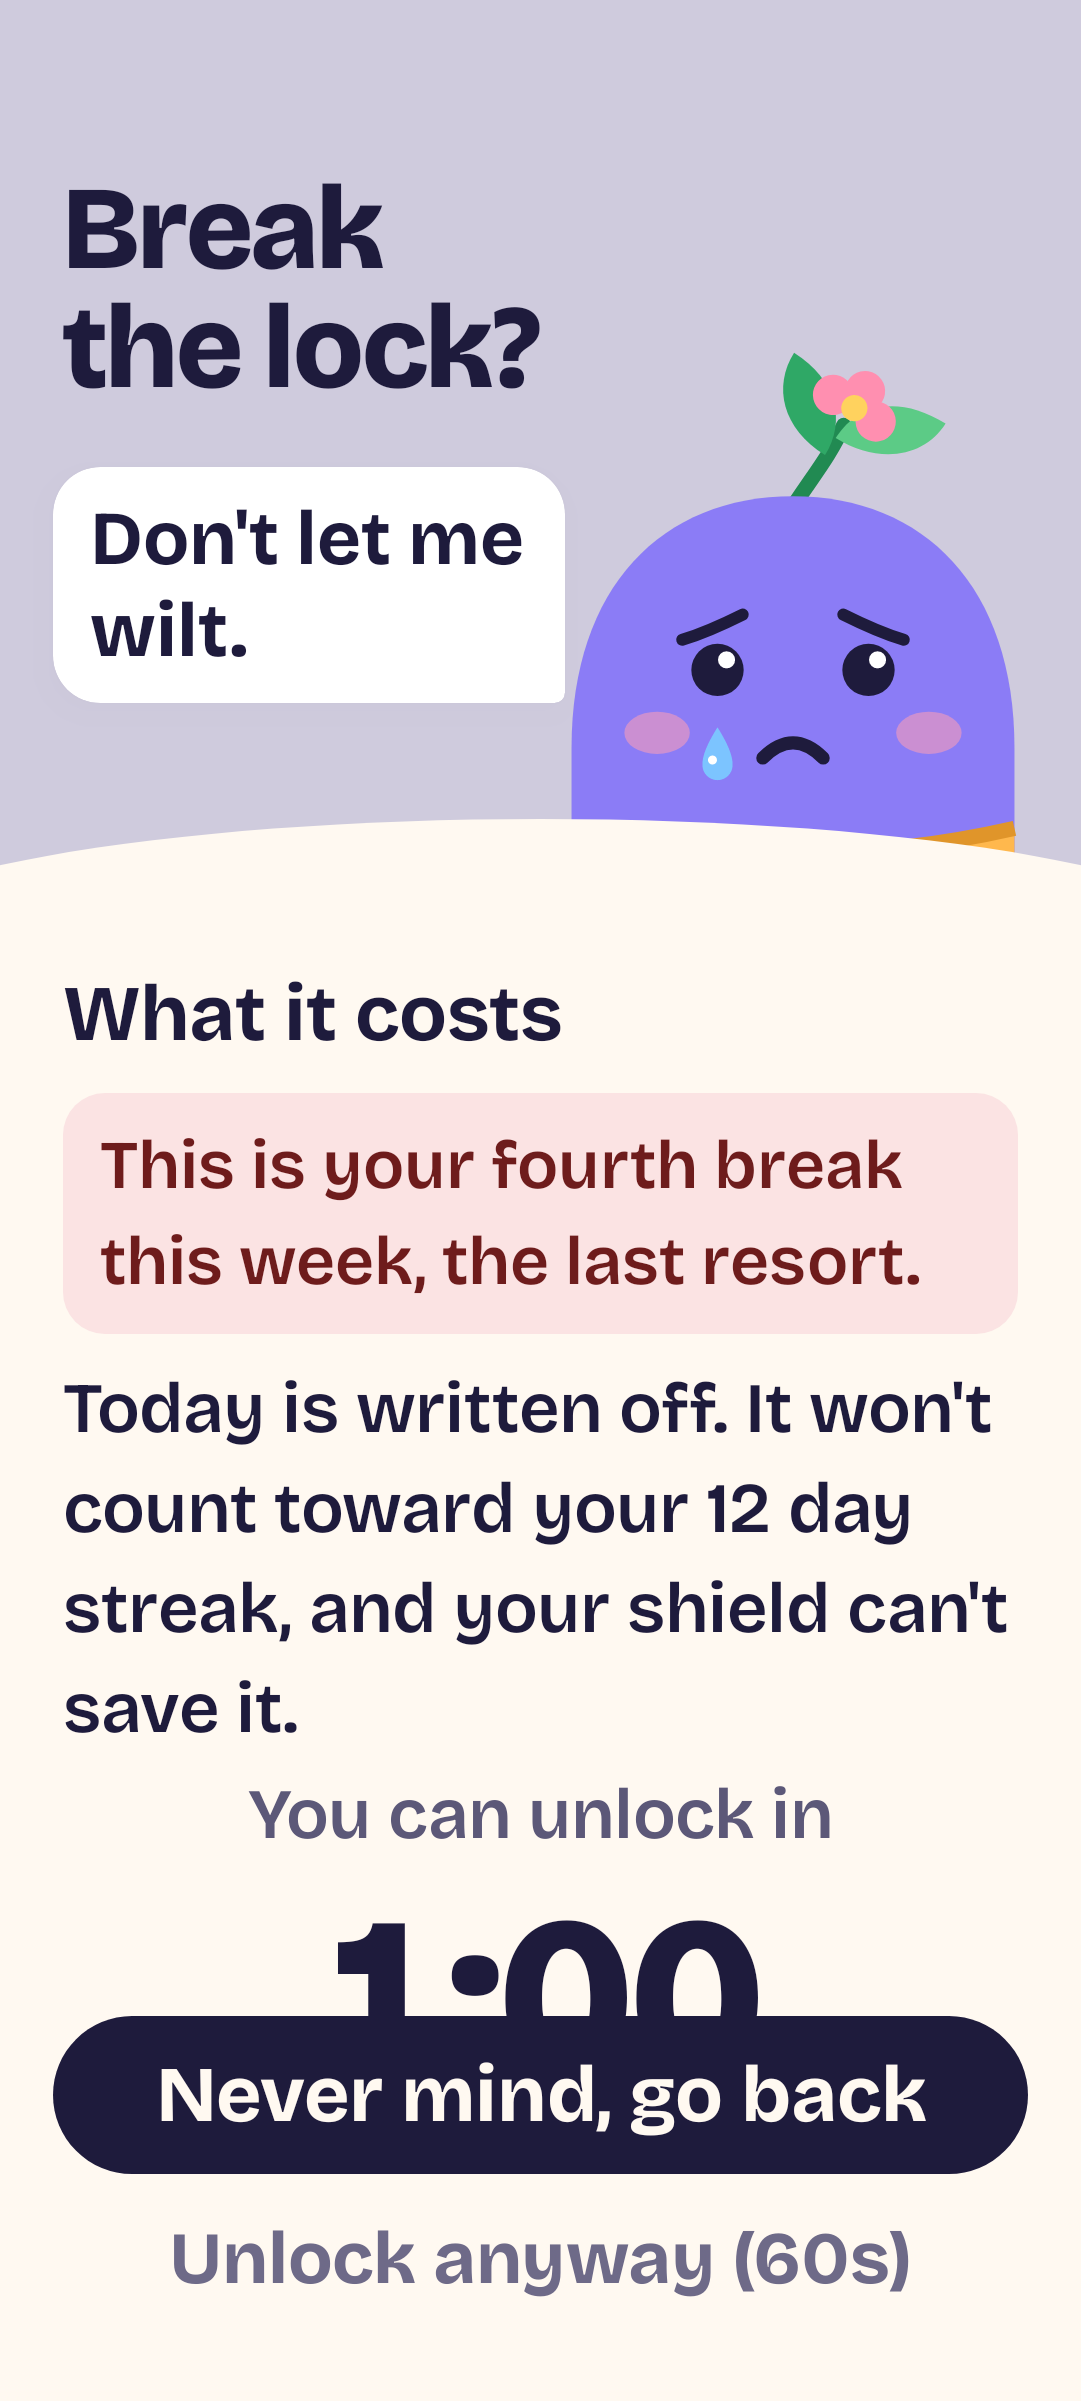 Break
the lock?
Don't let me
wilt.
What it costs
This is your fourth break
this week, the last resort.
Today is written off. It won't
count toward your 12 day
streak, and your shield can't
save it.
You can unlock in
1:00
Never mind, go back
Unlock anyway (60s)